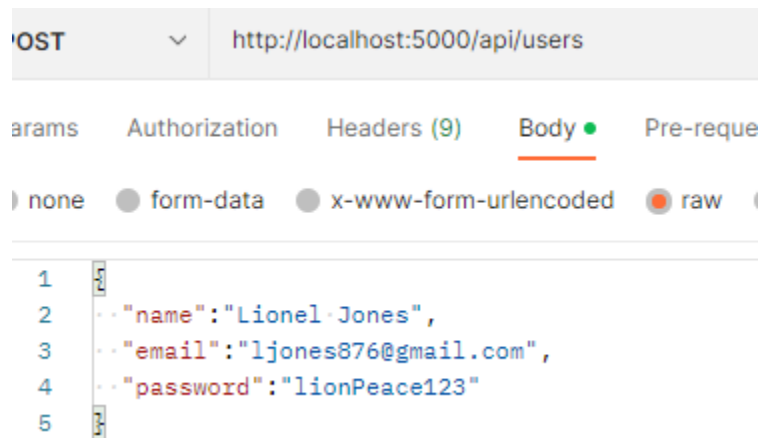 OST http://localhost:5000/api/users
arams Authorization Headers (9) Body Pre-reque
none form-data x-www-form-urlencoded raw
1 {
2 "name":"Lionel Jones",
3 "email":"ljones876@gmail.com",
4 "password":"lionPeace123"
5 }